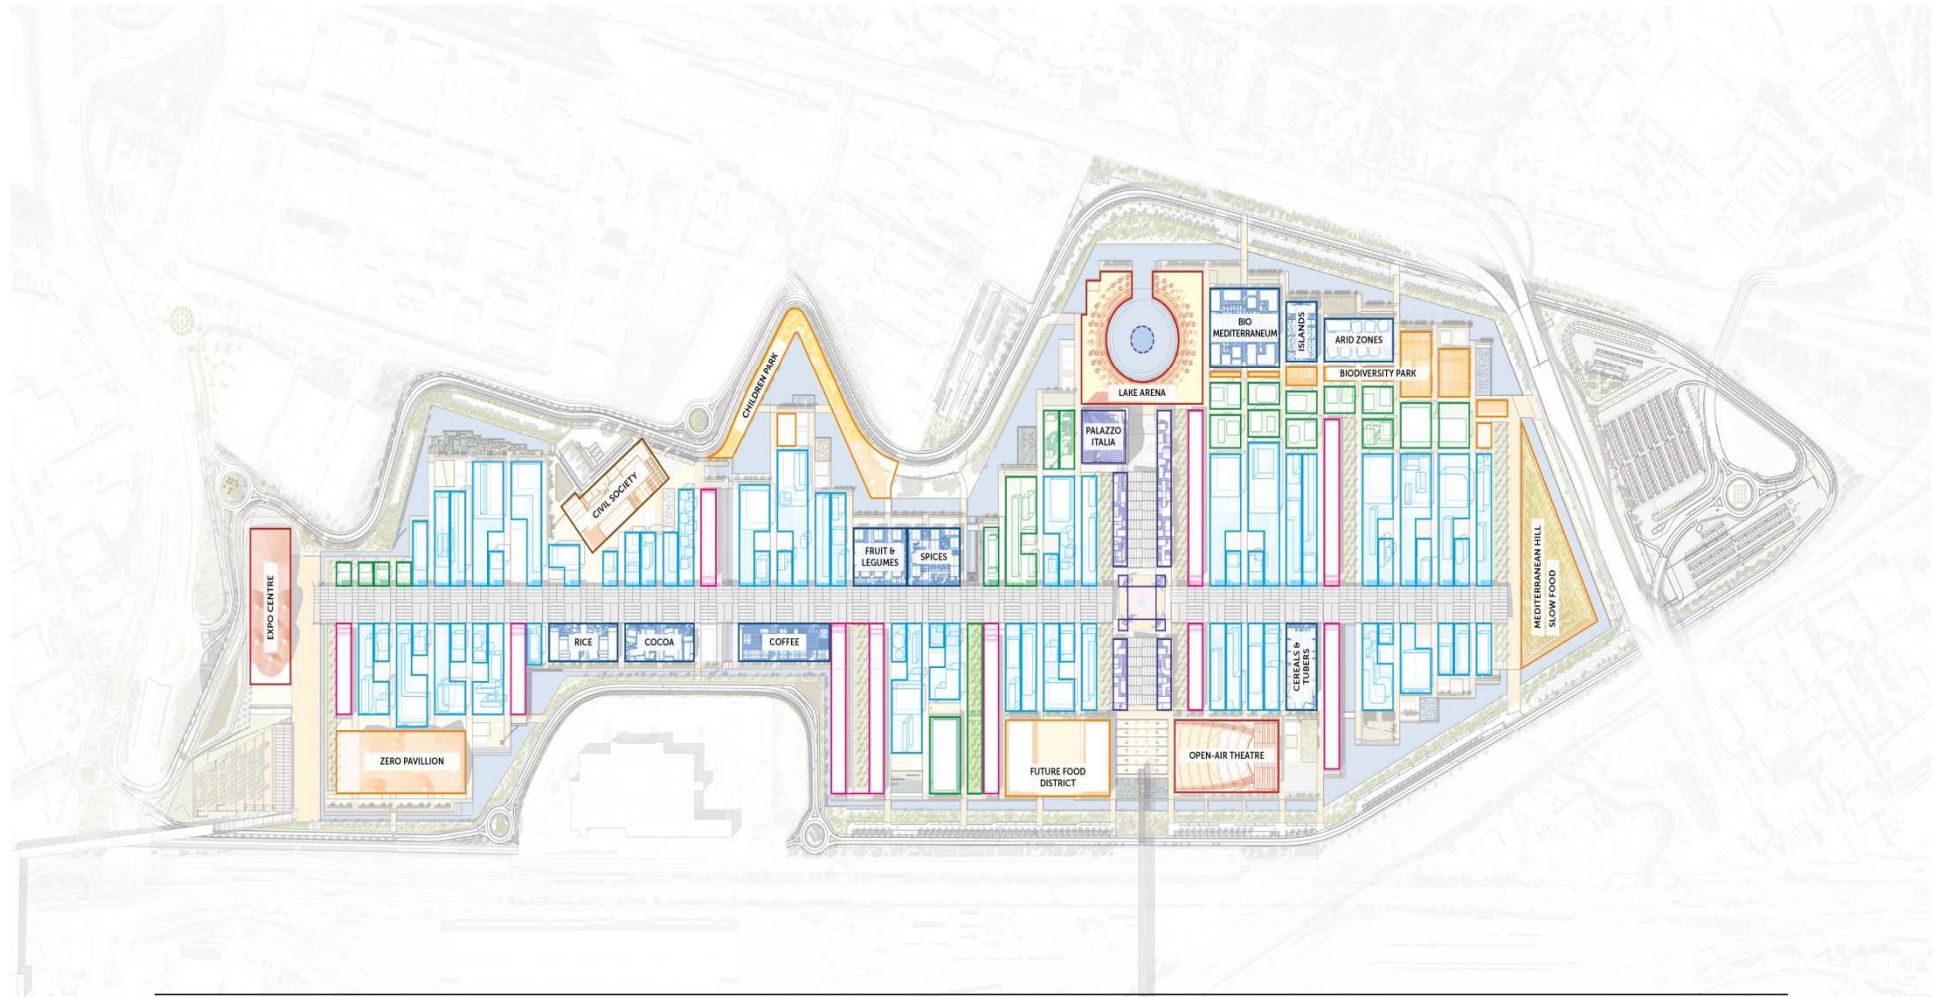 LAKE ARENA
BIO
MEDITERRANEUM
ISLANDS
ARID ZONES
BIODIVERSITY PARK
CHILDREN PARK
PALAZZO
ITALIA
CIVIL SOCIETY
FRUIT &
LEGUMES
SPICES
EXPO CENTRE
MEDITERRANEAN HILL
SLOW FOOD
RICE
COCOA
COFFEE
CEREALS &
TUBERS
ZERO PAVILLION
FUTURE FOOD
DISTRICT
OPEN-AIR THEATRE